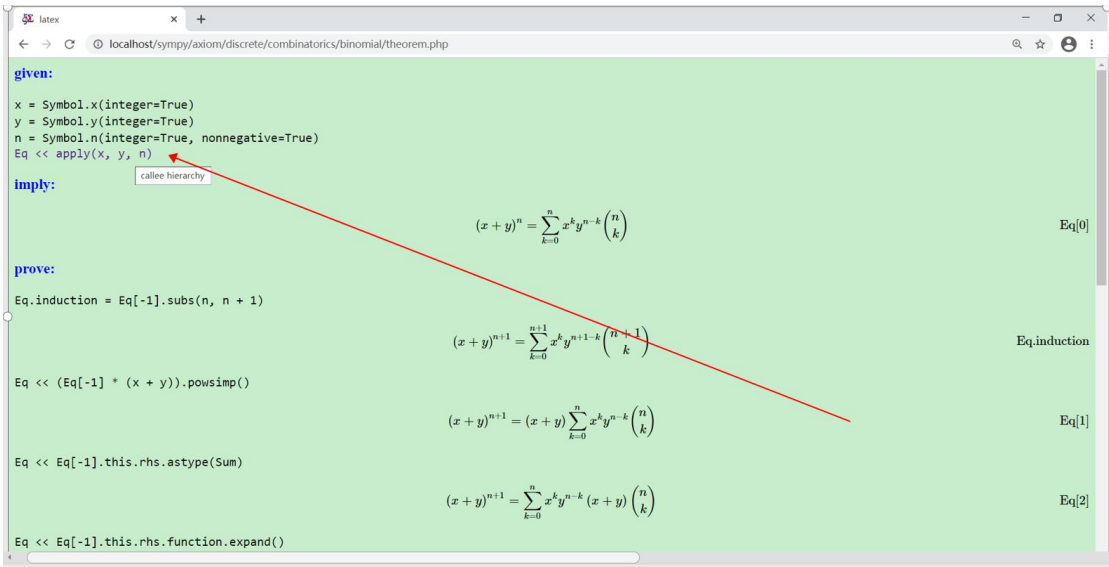 latex
localhost/sympy/axiom/discrete/combinatorics/binomial/theorem.php
given:
x = Symbol.x(integer=True)
y = Symbol.y(integer=True)
n = Symbol.n(integer=True, nonnegative=True)
Eq << apply(x, y, n)
callee hierarchy
imply:
$(x+y)^n = \sum_{k=0}^{n} x^k y^{n-k} \binom{n}{k}$ Eq[0]
prove:
Eq.induction = Eq[-1].subs(n, n + 1)
$(x+y)^{n+1} = \sum_{k=0}^{n+1} x^k y^{n+1-k} \binom{n+1}{k}$ Eq.induction
Eq << (Eq[-1] * (x + y)).powsimp()
$(x+y)^{n+1} = (x+y) \sum_{k=0}^{n} x^k y^{n-k} \binom{n}{k}$ Eq[1]
Eq << Eq[-1].this.rhs.astype(Sum)
$(x+y)^{n+1} = \sum_{k=0}^{n} x^k y^{n-k} (x+y) \binom{n}{k}$ Eq[2]
Eq << Eq[-1].this.rhs.function.expand()